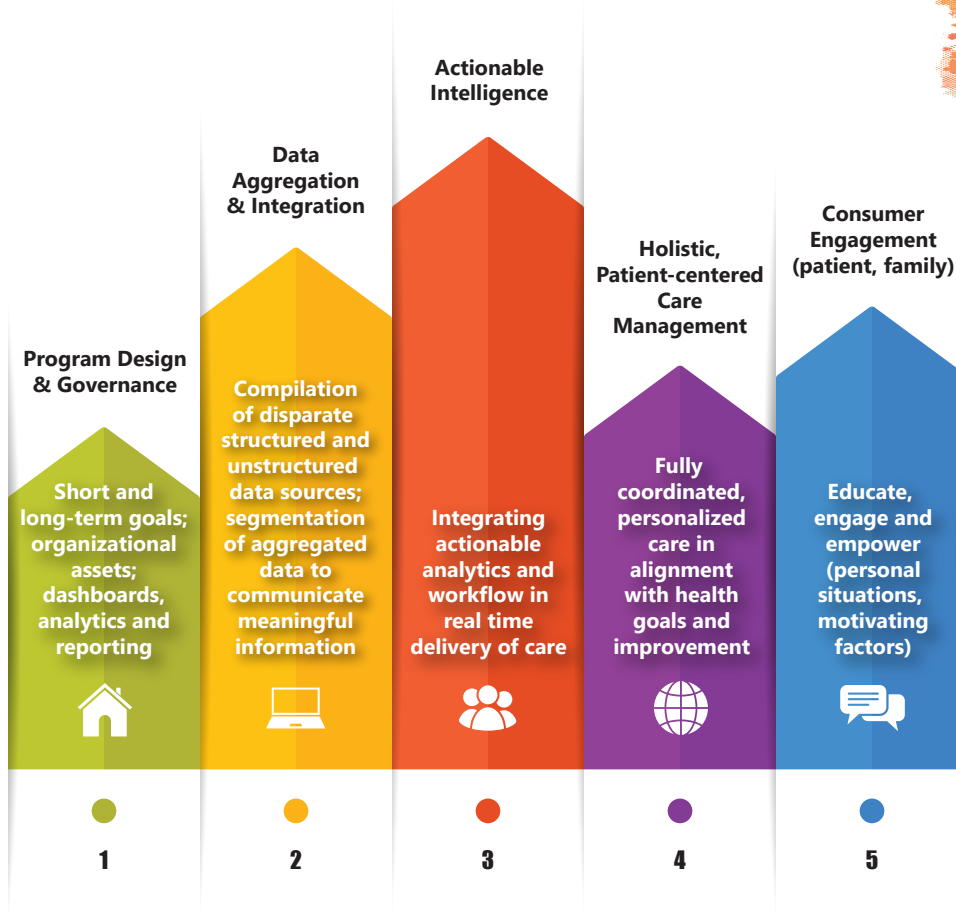 Program Design
& Governance
Short and
long-term goals;
organizational
assets;
dashboards,
analytics and
reporting
1
Data
Aggregation
& Integration
Compilation
of disparate
structured and
unstructured
data sources;
segmentation
of aggregated
data to
communicate
meaningful
information
2
Actionable
Intelligence
Integrating
actionable
analytics and
workflow in
real time
delivery of care
3
Holistic,
Patient-centered
Care
Management
Fully
coordinated,
personalized
care in
alignment
with health
goals and
improvement
4
Consumer
Engagement
(patient, family)
Educate,
engage and
empower
(personal
situations,
motivating
factors)
5